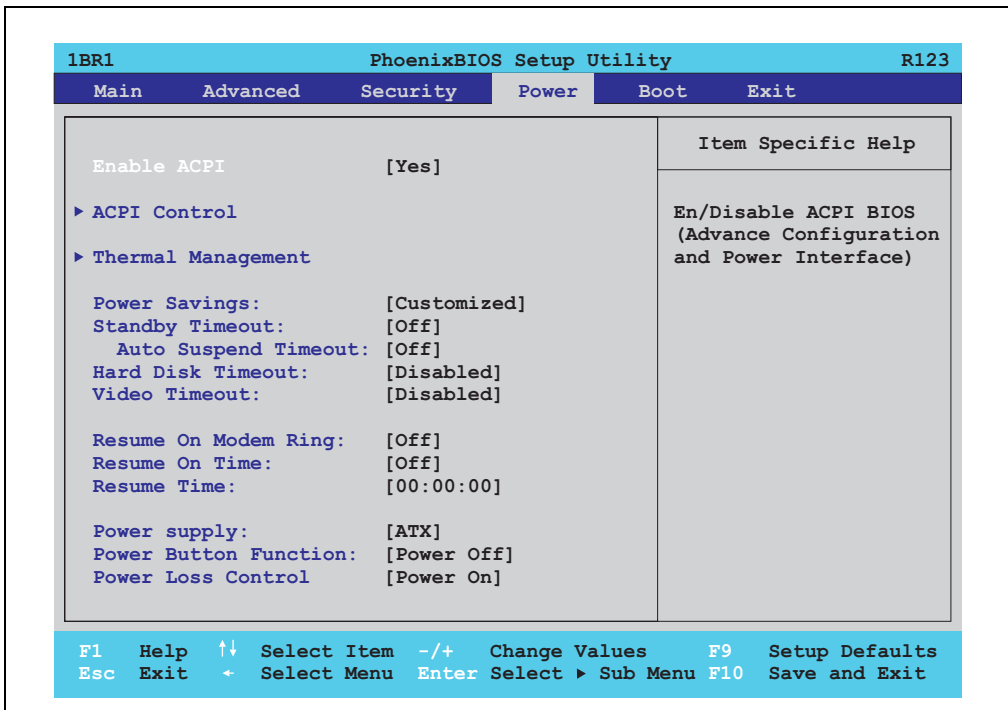 1BR1 PhoenixBIOS Setup Utility R123
Main Advanced Security Power Boot Exit
Item Specific Help
Enable ACPI [Yes]
▶ ACPI Control En/Disable ACPI BIOS
(Advance Configuration
▶ Thermal Management and Power Interface)
Power Savings: [Customized]
Standby Timeout: [Off]
Auto Suspend Timeout: [Off]
Hard Disk Timeout: [Disabled]
Video Timeout: [Disabled]
Resume On Modem Ring: [Off]
Resume On Time: [Off]
Resume Time: [00:00:00]
Power supply: [ATX]
Power Button Function: [Power Off]
Power Loss Control [Power On]
F1 Help ↑↓ Select Item -/+ Change Values F9 Setup Defaults
Esc Exit ← Select Menu Enter Select ▶ Sub Menu F10 Save and Exit